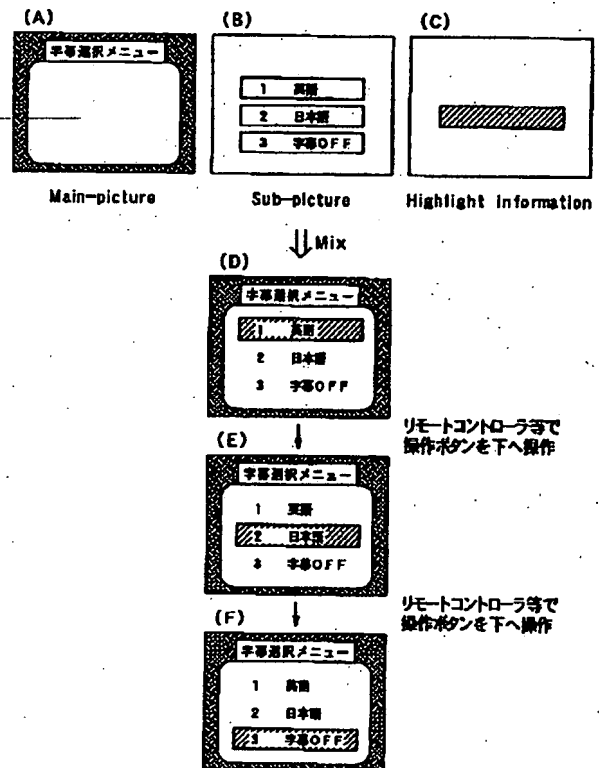 (A)
字幕選択メニュー
Main-picture
(B)
1 英語
2 日本語
3 字幕OFF
Sub-picture
(C)
Highlight information
Mix
(D)
字幕選択メニュー
1 英語
2 日本語
3 字幕OFF
リモートコントローラ等で
操作ボタンを下へ操作
(E)
字幕選択メニュー
1 英語
2 日本語
3 字幕OFF
リモートコントローラ等で
操作ボタンを下へ操作
(F)
字幕選択メニュー
1 英語
2 日本語
3 字幕OFF